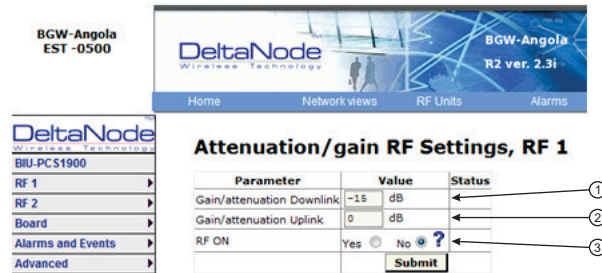 BGW-Angola
EST -0500
DeltaNode
Wireless Technology
BGW-Angola
R2 ver. 2.3i
Home Network views RF Units Alarms
DeltaNode
Wireless Technology
BIU-PCS1900
RF 1
RF 2
Board
Alarms and Events
Advanced
Attenuation/gain RF Settings, RF 1
Parameter Value Status
Gain/attenuation Downlink -15 dB
Gain/attenuation Uplink 0 dB
RF ON Yes No ?
Submit
1
2
3